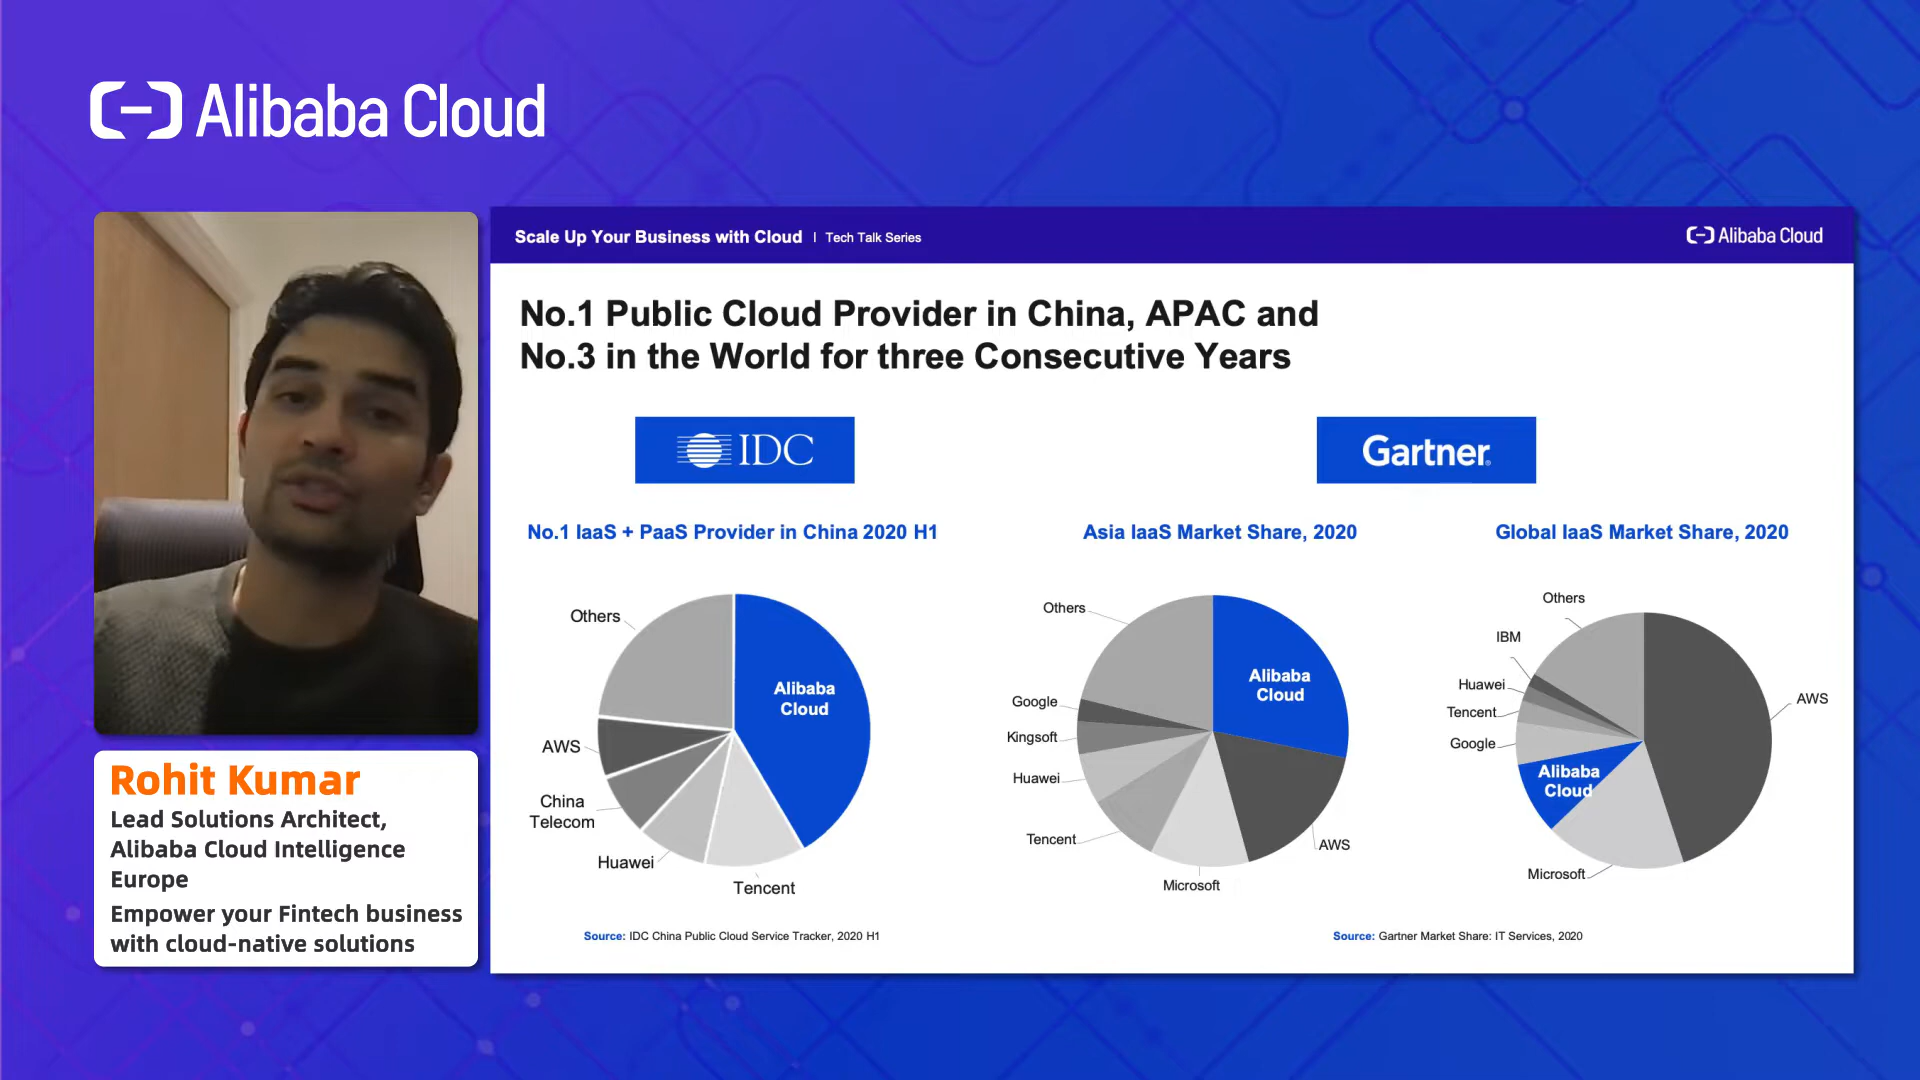 Alibaba Cloud
Scale Up Your Business with Cloud | Tech Talk Series
Alibaba Cloud
No.1 Public Cloud Provider in China, APAC and
No.3 in the World for three Consecutive Years
IDC
Gartner
No.1 IaaS + PaaS Provider in China 2020 H1
Others
Alibaba
Cloud
AWS
China
Telecom
Huawei
Tencent
Source: IDC China Public Cloud Service Tracker, 2020 H1
Asia IaaS Market Share, 2020
Others
Alibaba
Cloud
Google
Kingsoft
Huawei
Tencent
AWS
Microsoft
Global IaaS Market Share, 2020
Others
IBM
Huawei
Tencent
Google
AWS
Alibaba
Cloud
Microsoft
Source: Gartner Market Share: IT Services, 2020
Rohit Kumar
Lead Solutions Architect,
Alibaba Cloud Intelligence
Europe
Empower your Fintech business
with cloud-native solutions